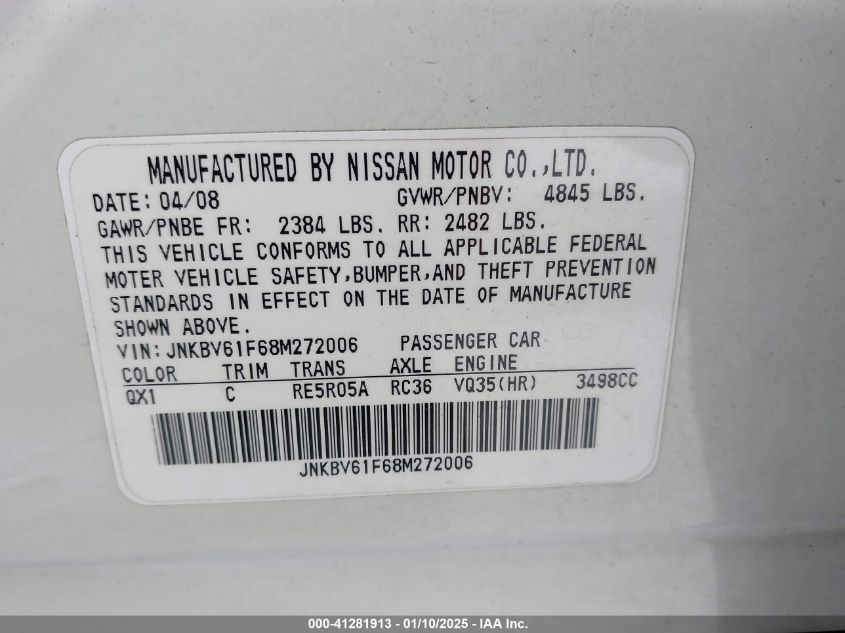 MANUFACTURED BY NISSAN MOTOR CO.,LTD.
DATE: 04/08 GVWR/PNBV: 4845 LBS.
GAWR/PNBE FR: 2384 LBS. RR: 2482 LBS.
THIS VEHICLE CONFORMS TO ALL APPLICABLE FEDERAL
MOTER VEHICLE SAFETY,BUMPER,AND THEFT PREVENTION
STANDARDS IN EFFECT ON THE DATE OF MANUFACTURE
SHOWN ABOVE.
VIN: JNKBV61F68M272006 PASSENGER CAR
COLOR TRIM TRANS AXLE ENGINE
QX1 C RE5R05A RC36 VQ35(HR) 3498CC
JNKBV61F68M272006
000-41281913 - 01/10/2025 - IAA Inc.